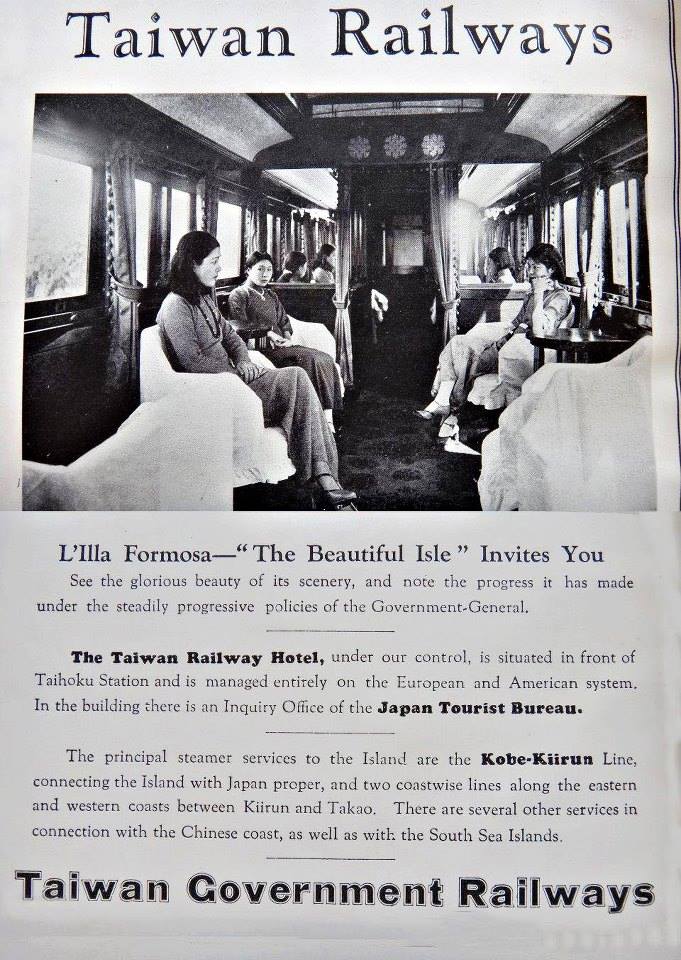 Taiwan Railways
L'Illa Formosa—"The Beautiful Isle" Invites You
See the glorious beauty of its scenery, and note the progress it has made
under the steadily progressive policies of the Government-General.
The Taiwan Railway Hotel, under our control, is situated in front of
Taihoku Station and is managed entirely on the European and American system.
In the building there is an Inquiry Office of the Japan Tourist Bureau.
The principal steamer services to the Island are the Kobe-Kiirun Line,
connecting the Island with Japan proper, and two coastwise lines along the eastern
and western coasts between Kiirun and Takao. There are several other services in
connection with the Chinese coast, as well as with the South Sea Islands.
Taiwan Government Railways